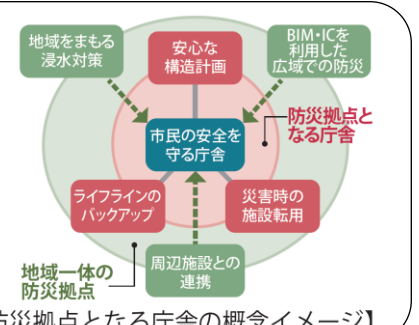 地域をまもる
浸水対策
安心な
構造計画
BIM・ICを
利用した
広域での防災
防災拠点と
なる庁舎
市民の安全を
守る庁舎
ライフラインの
バックアップ
災害時の
施設転用
地域一体の
防災拠点
周辺施設との
連携
防災拠点となる庁舎の概念イメージ】